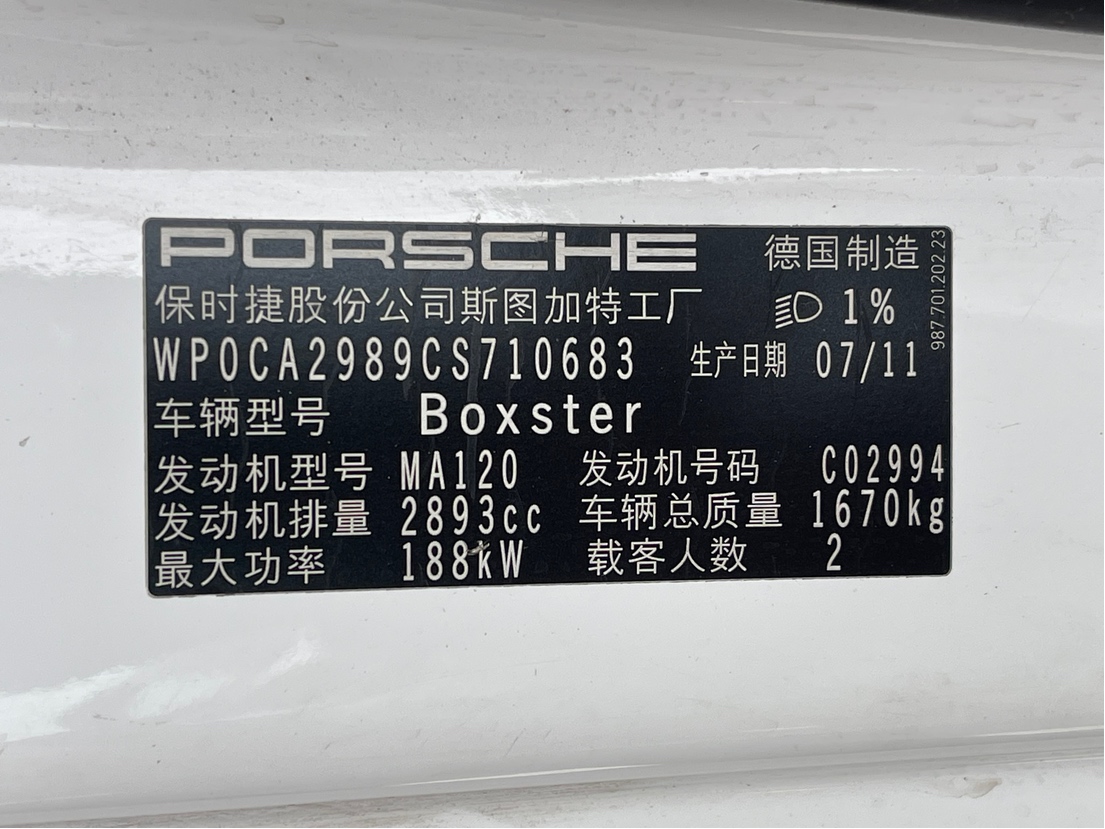 PORSCHE 德国制造
保时捷股份公司斯图加特工厂 1%
WP0CA2989CS710683 生产日期 07/11
车辆型号 Boxster
发动机型号 MA120 发动机号码 C02994
发动机排量 2893cc 车辆总质量 1670kg
最大功率 188kW 载客人数 2
987.701.202.23